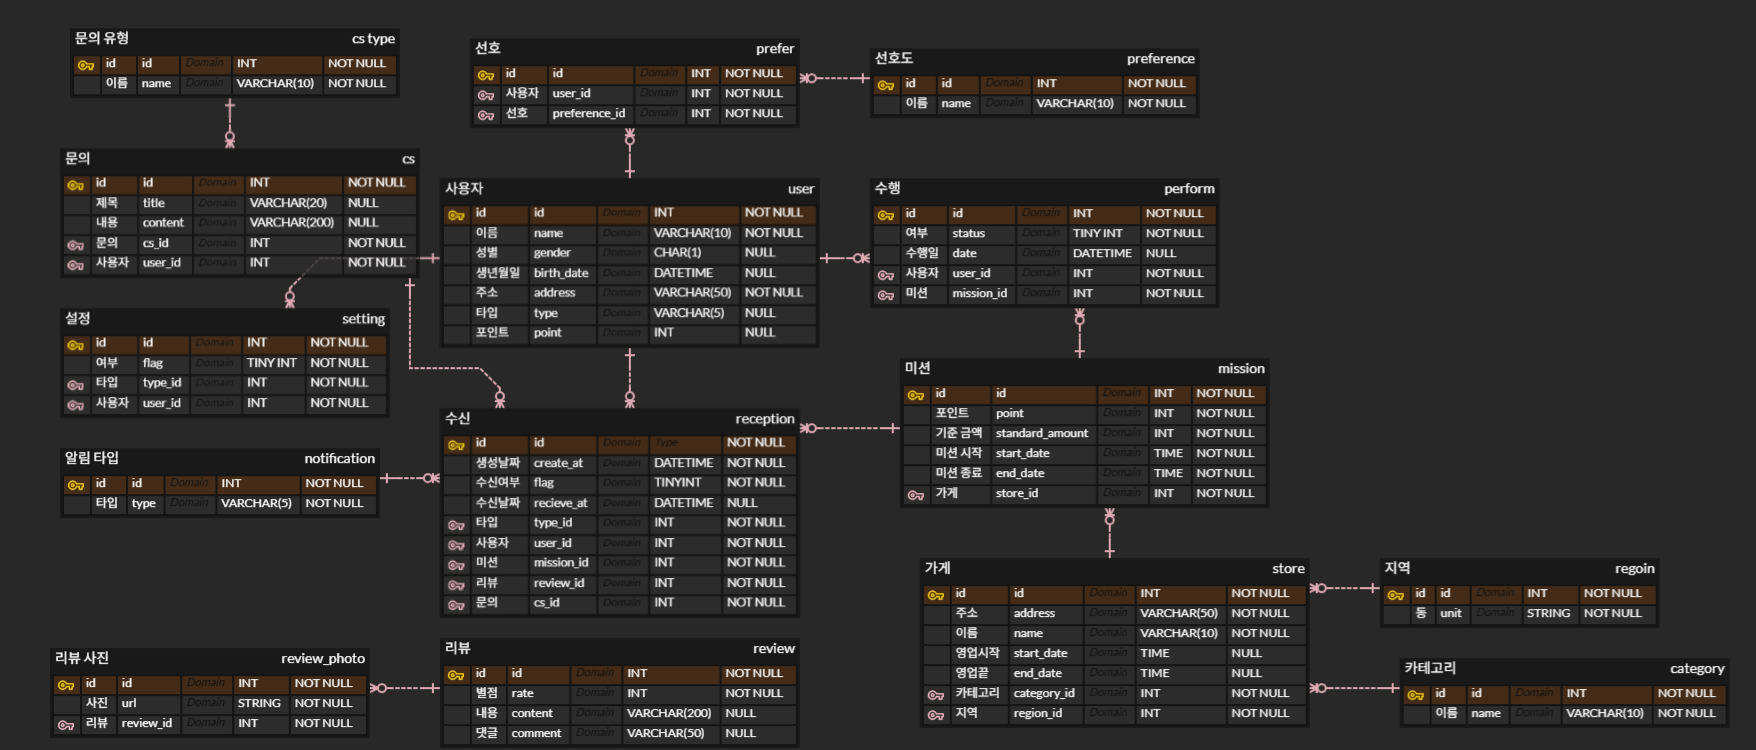 문의 유형 cs type
id id Domain INT NOT NULL
이름 name Domain VARCHAR(10) NOT NULL
선호 prefer
id id Domain INT NOT NULL
사용자 user_id Domain INT NOT NULL
선호 preference_id Domain INT NOT NULL
선호도 preference
id id Domain INT NOT NULL
이름 name Domain VARCHAR(10) NOT NULL
문의 cs
id id Domain INT NOT NULL
제목 title Domain VARCHAR(20) NULL
내용 content Domain VARCHAR(200) NULL
문의 cs_id Domain INT NOT NULL
사용자 user_id Domain INT NOT NULL
사용자 user
id id Domain INT NOT NULL
이름 name Domain VARCHAR(10) NOT NULL
성별 gender Domain CHAR(1) NULL
생년월일 birth_date Domain DATETIME NULL
주소 address Domain VARCHAR(50) NOT NULL
타입 type Domain VARCHAR(5) NULL
포인트 point Domain INT NULL
수행 perform
id id Domain INT NOT NULL
여부 status Domain TINY INT NOT NULL
수행일 date Domain DATETIME NULL
사용자 user_id Domain INT NOT NULL
미션 mission_id Domain INT NOT NULL
설정 setting
id id Domain INT NOT NULL
여부 flag Domain TINY INT NOT NULL
타입 type_id Domain INT NOT NULL
사용자 user_id Domain INT NOT NULL
미션 mission
id id Domain INT NOT NULL
포인트 point Domain INT NOT NULL
기준 금액 standard_amount Domain INT NOT NULL
미션 시작 start_date Domain TIME NOT NULL
미션 종료 end_date Domain TIME NOT NULL
가게 store_id Domain INT NOT NULL
수신 reception
id id Domain Type NOT NULL
생성날짜 create_at Domain DATETIME NOT NULL
수신여부 flag Domain TINYINT NOT NULL
수신날짜 recieve_at Domain DATETIME NULL
타입 type_id Domain INT NOT NULL
사용자 user_id Domain INT NOT NULL
미션 mission_id Domain INT NOT NULL
리뷰 review_id Domain INT NOT NULL
문의 cs_id Domain INT NOT NULL
알림 타입 notification
id id Domain INT NOT NULL
타입 type Domain VARCHAR(5) NOT NULL
가게 store
id id Domain INT NOT NULL
주소 address Domain VARCHAR(50) NOT NULL
이름 name Domain VARCHAR(10) NOT NULL
영업시작 start_date Domain TIME NULL
영업끝 end_date Domain TIME NULL
카테고리 category_id Domain INT NOT NULL
지역 region_id Domain INT NOT NULL
지역 regoin
id id Domain INT NOT NULL
동 unit Domain STRING NOT NULL
리뷰 사진 review_photo
id id Domain INT NOT NULL
사진 url Domain STRING NOT NULL
리뷰 review_id Domain INT NOT NULL
리뷰 review
id id Domain INT NOT NULL
별점 rate Domain INT NOT NULL
내용 content Domain VARCHAR(200) NULL
댓글 comment Domain VARCHAR(50) NULL
카테고리 category
id id Domain INT NOT NULL
이름 name Domain VARCHAR(10) NOT NULL